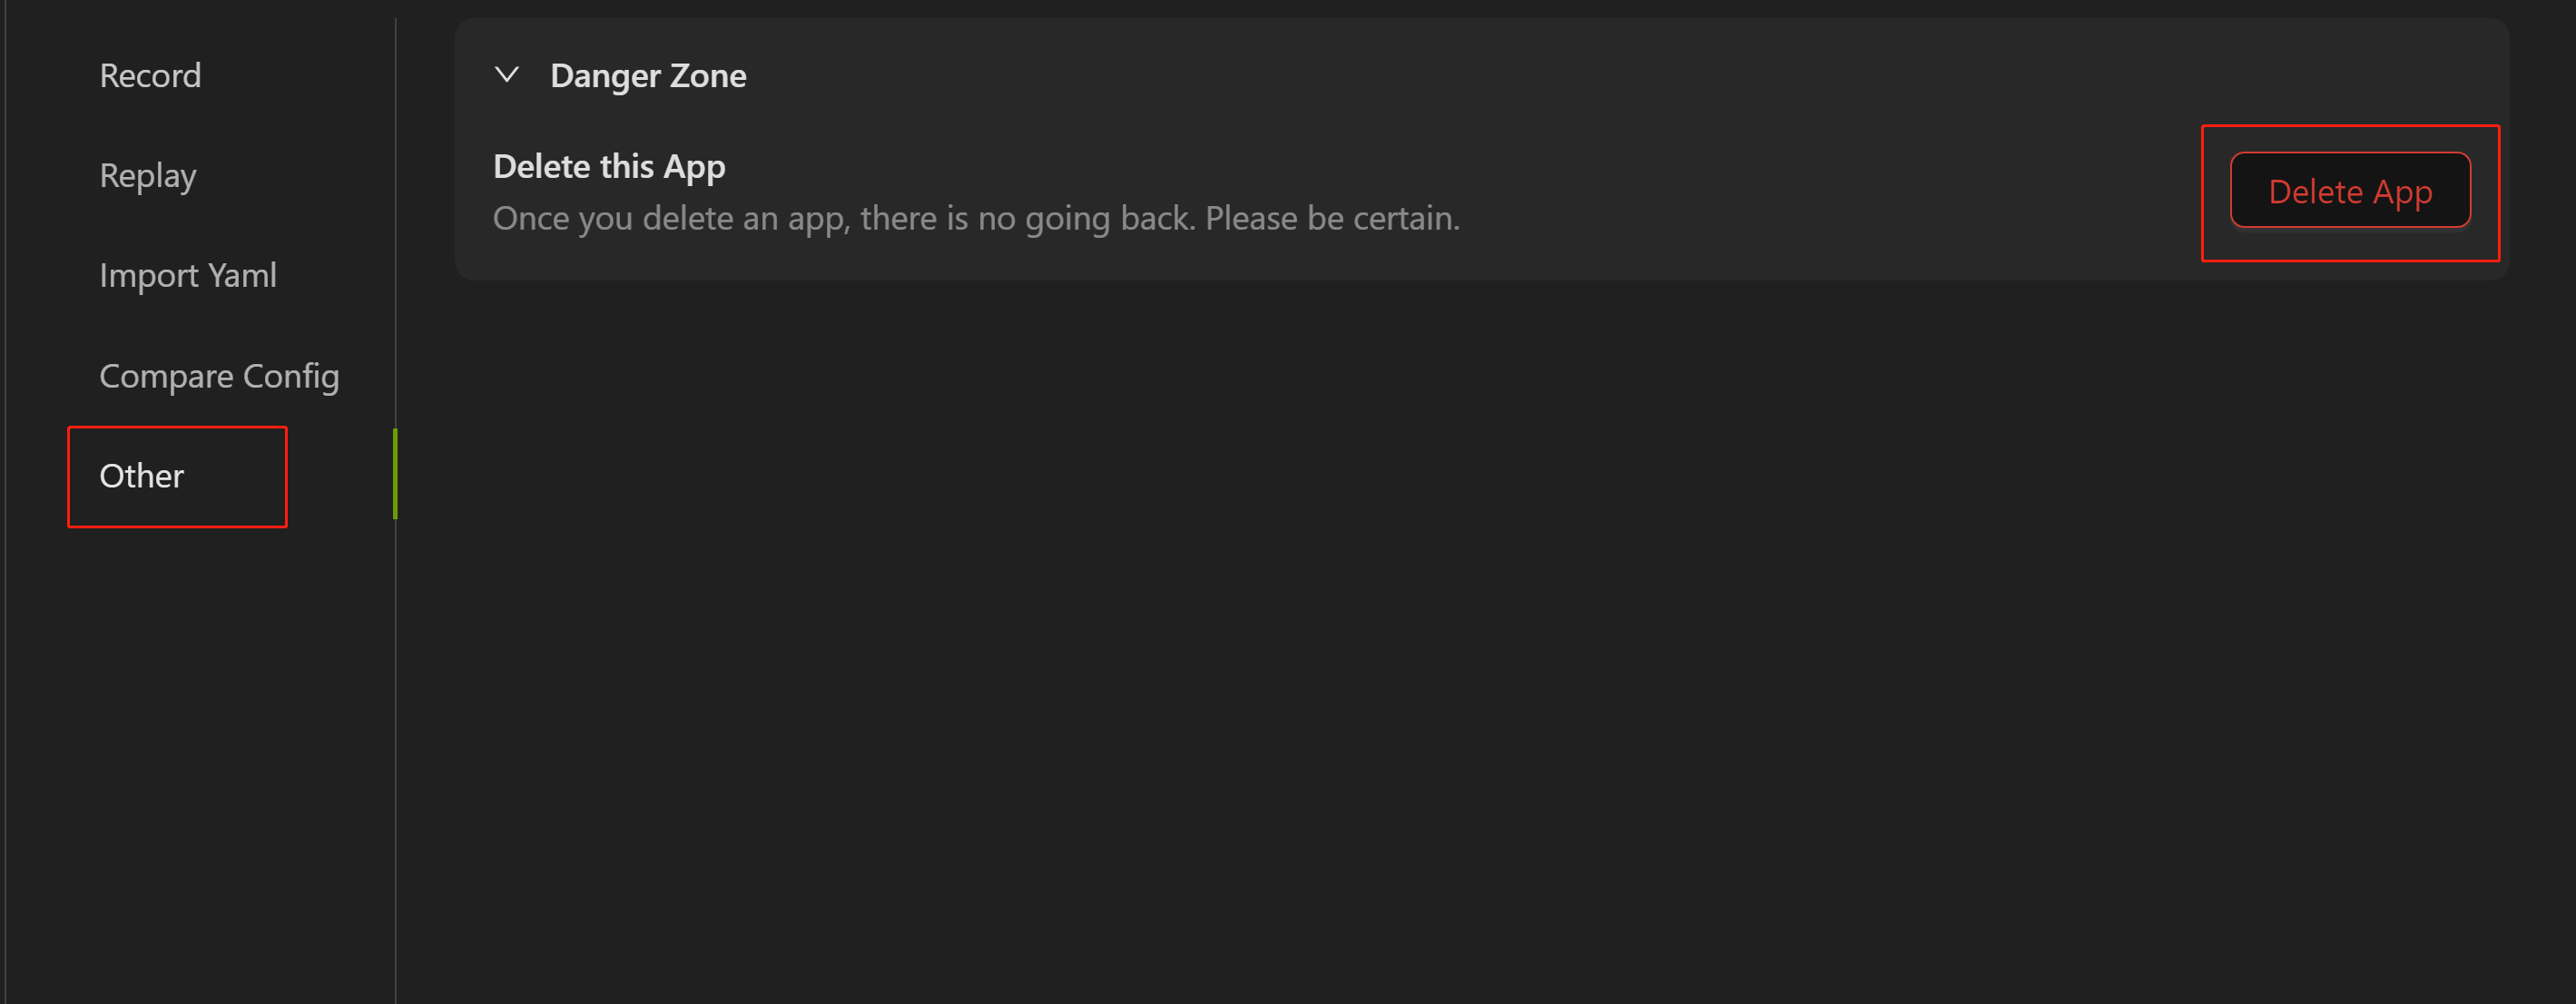 Record
Replay
Import Yaml
Compare Config
Other
Danger Zone
Delete this App
Once you delete an app, there is no going back. Please be certain.
Delete App